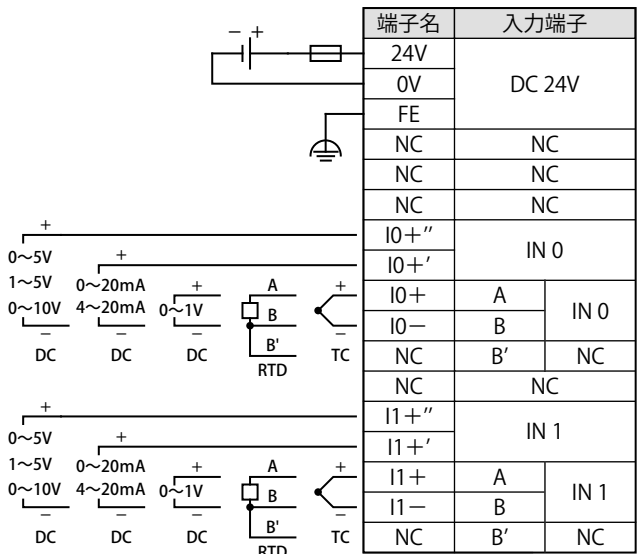 端子名 入力端子
− +
24V DC 24V
0V
FE
NC NC
NC NC
NC NC
+
I0+″ IN 0
0〜5V + I0+′
1〜5V 0〜20mA + A + I0+ A IN 0
0〜10V 4〜20mA 0〜1V B I0− B
− − − B' −
DC DC DC RTD TC NC B′ NC
NC NC
+
I1+″ IN 1
0〜5V + I1+′
1〜5V 0〜20mA + A + I1+ A IN 1
0〜10V 4〜20mA 0〜1V B I1− B
− − − B' −
DC DC DC RTD TC NC B′ NC